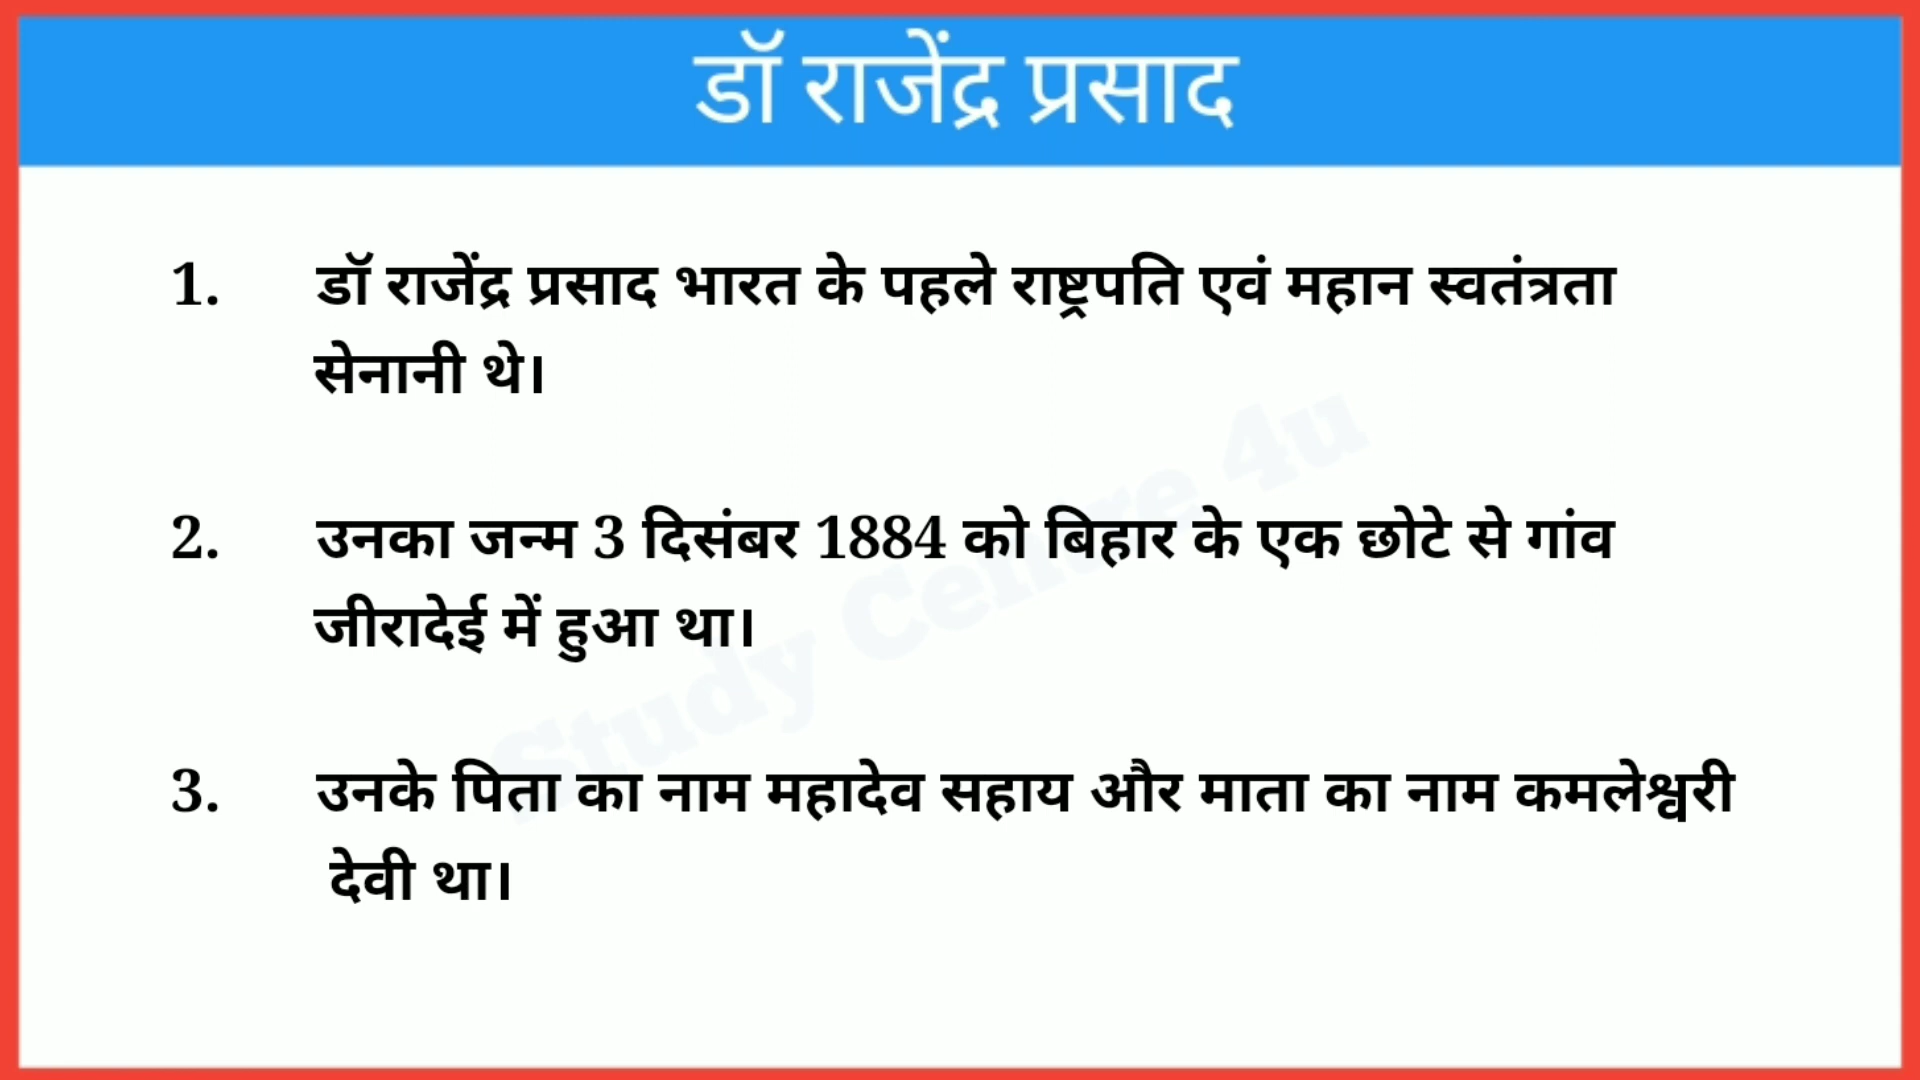 डॉ राजेंद्र प्रसाद
1. डॉ राजेंद्र प्रसाद भारत के पहले राष्ट्रपति एवं महान स्वतंत्रता
सेनानी थे।
2. उनका जन्म 3 दिसंबर 1884 को बिहार के एक छोटे से गांव
जीरादेई में हुआ था।
3. उनके पिता का नाम महादेव सहाय और माता का नाम कमलेश्वरी
देवी था।
Study Centre 4u